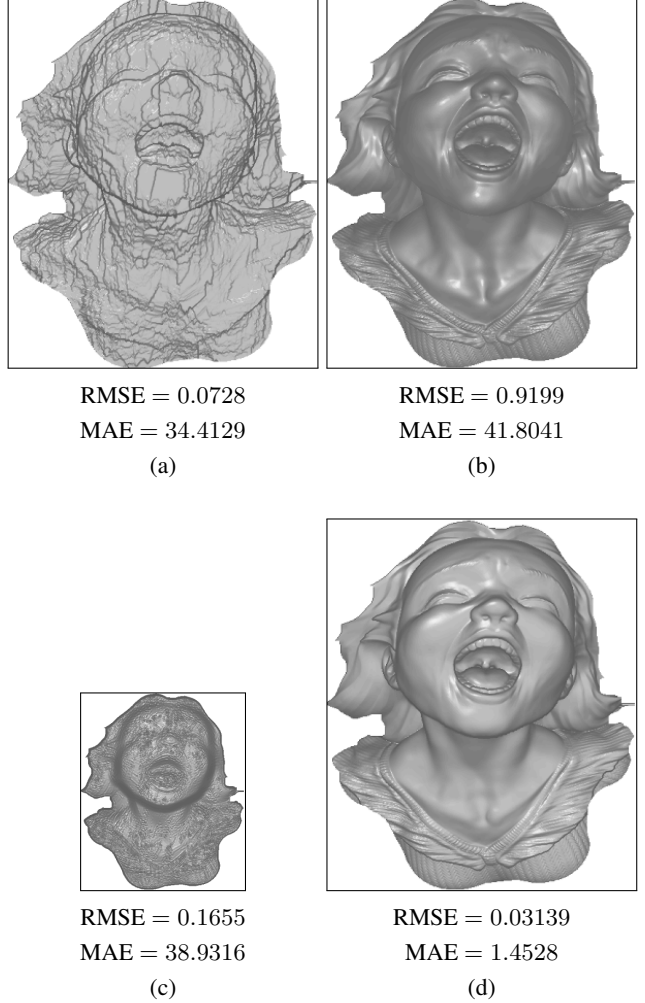 RMSE = 0.0728
MAE = 34.4129
(a)
RMSE = 0.9199
MAE = 41.8041
(b)
RMSE = 0.1655
MAE = 38.9316
(c)
RMSE = 0.03139
MAE = 1.4528
(d)